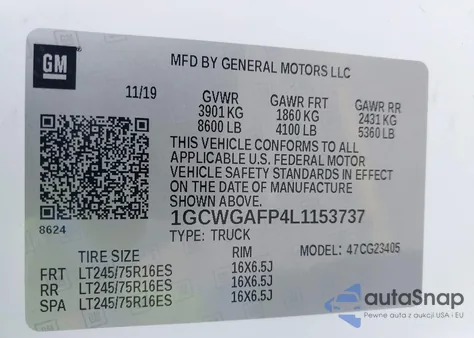 GM
MFD BY GENERAL MOTORS LLC
11/19 GVWR GAWR FRT GAWR RR
3901 KG 1860 KG 2431 KG
8600 LB 4100 LB 5360 LB
THIS VEHICLE CONFORMS TO ALL
APPLICABLE U.S. FEDERAL MOTOR
VEHICLE SAFETY STANDARDS IN EFFECT
ON THE DATE OF MANUFACTURE
SHOWN ABOVE.
1GCWGAFP4L1153737
8624
TYPE: TRUCK MODEL: 47CG23405
TIRE SIZE RIM
FRT LT245/75R16ES 16X6.5J
RR LT245/75R16ES 16X6.5J
SPA LT245/75R16ES 16X6.5J
autaSnap
Pewne auta z aukcji USA i EU